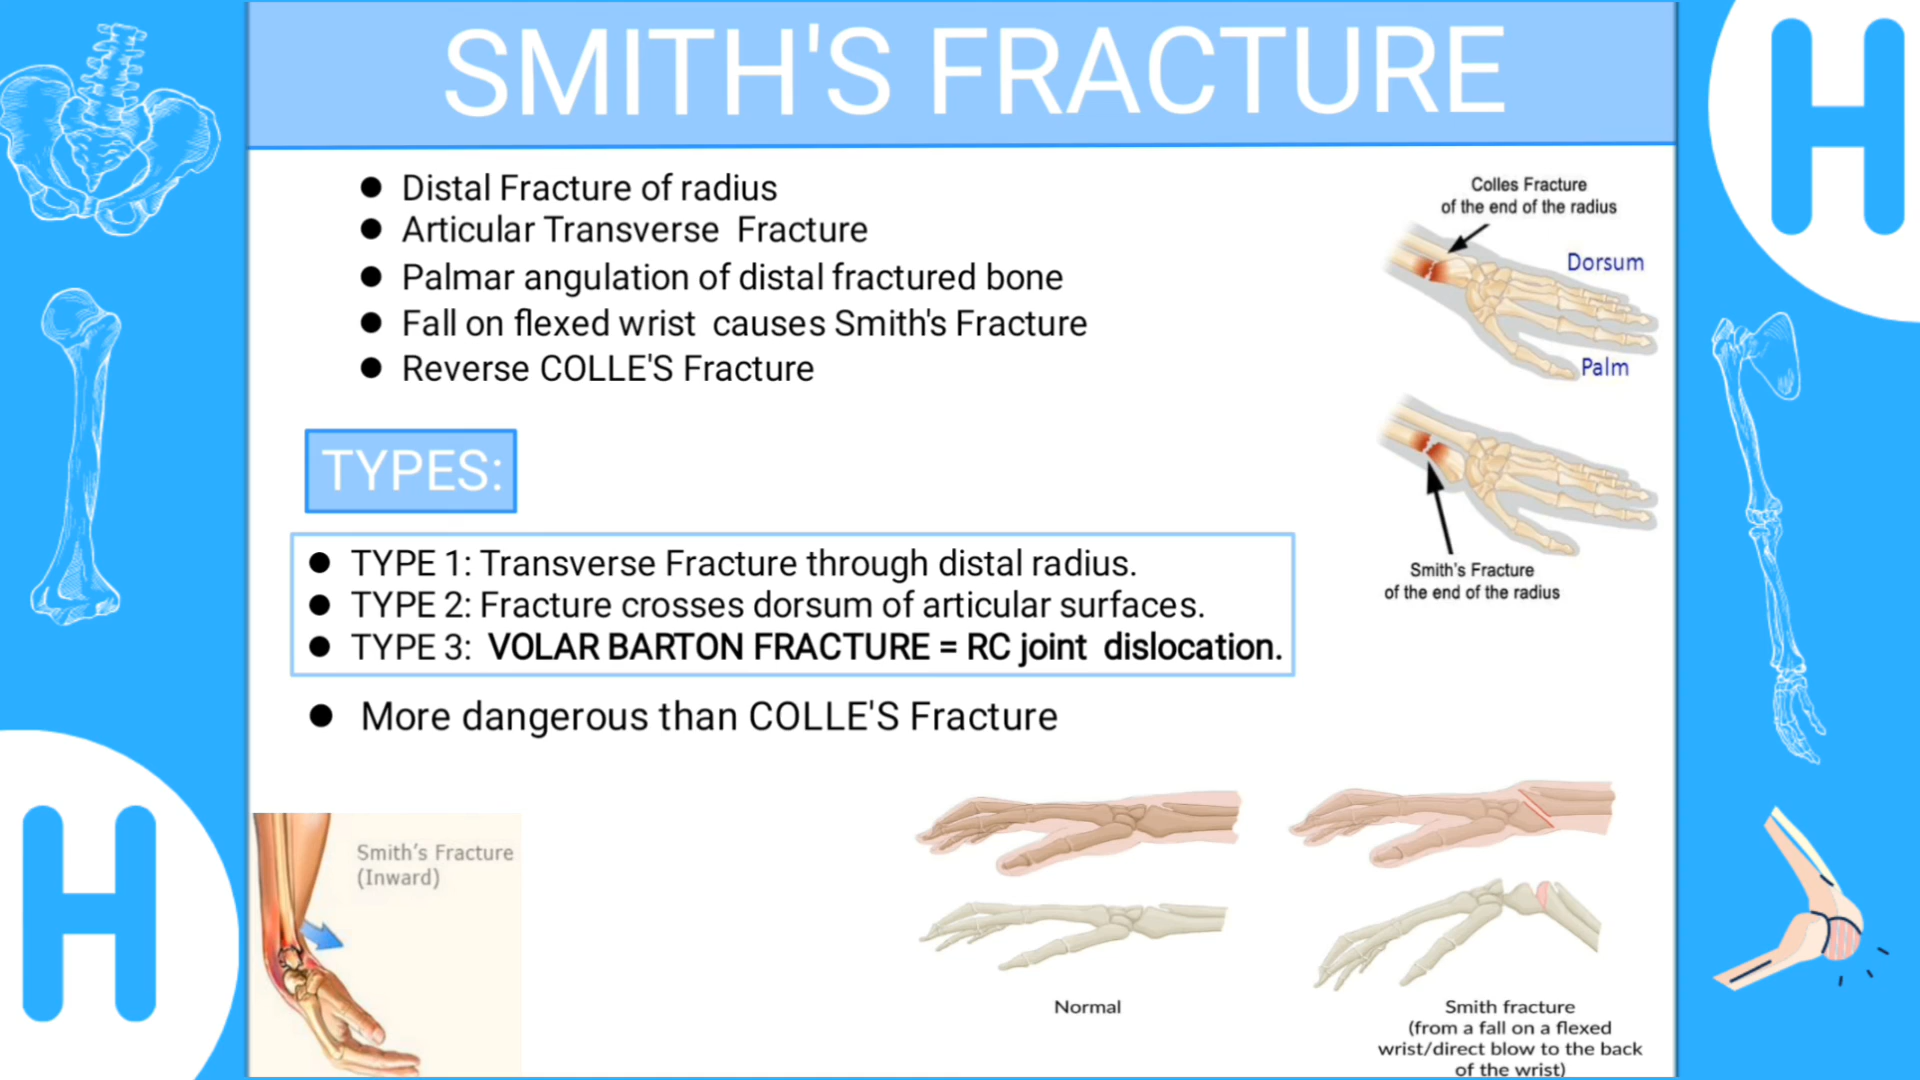 SMITH'S FRACTURE
● Distal Fracture of radius
● Articular Transverse Fracture
● Palmar angulation of distal fractured bone
● Fall on flexed wrist causes Smith's Fracture
● Reverse COLLE'S Fracture
Colles Fracture
of the end of the radius
Dorsum
Palm
Smith's Fracture
of the end of the radius
TYPES:
● TYPE 1: Transverse Fracture through distal radius.
● TYPE 2: Fracture crosses dorsum of articular surfaces.
● TYPE 3: VOLAR BARTON FRACTURE = RC joint dislocation.
● More dangerous than COLLE'S Fracture
Smith's Fracture
(Inward)
Normal
Smith fracture
(from a fall on a flexed
wrist/direct blow to the back
of the wrist)
H
H